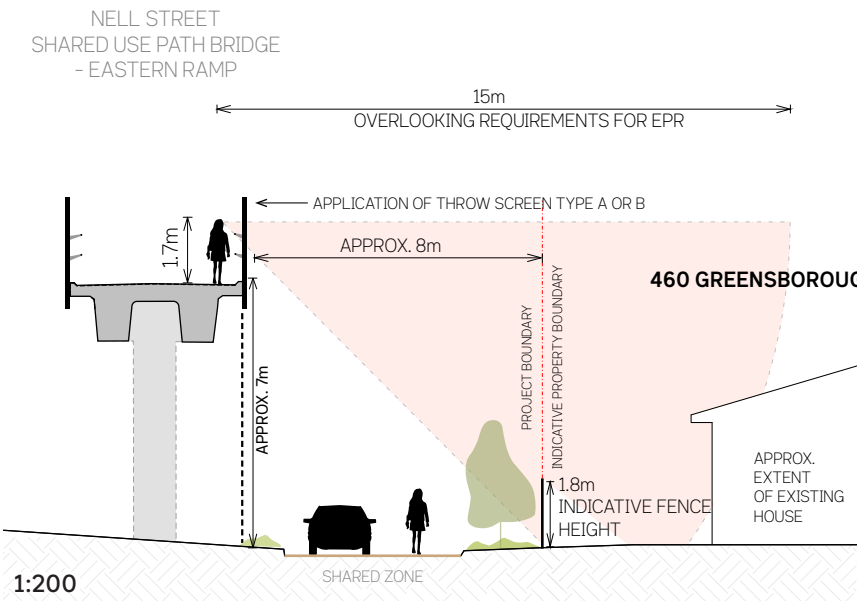 NELL STREET
SHARED USE PATH BRIDGE
- EASTERN RAMP
15m
OVERLOOKING REQUIREMENTS FOR EPR
APPLICATION OF THROW SCREEN TYPE A OR B
1.7m
APPROX. 8m
460 GREENSBOROUG
PROJECT BOUNDARY
INDICATIVE PROPERTY BOUNDARY
APPROX. 7m
1.8m
INDICATIVE FENCE
HEIGHT
APPROX.
EXTENT
OF EXISTING
HOUSE
SHARED ZONE
1:200